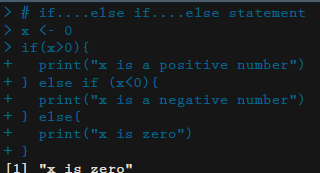 > # if....else if....else statement
> x <- 0
> if(x>0){
+   print("x is a positive number")
+ } else if (x<0){
+   print("x is a negative number")
+ } else{
+   print("x is zero")
+ }
[1] "x is zero"